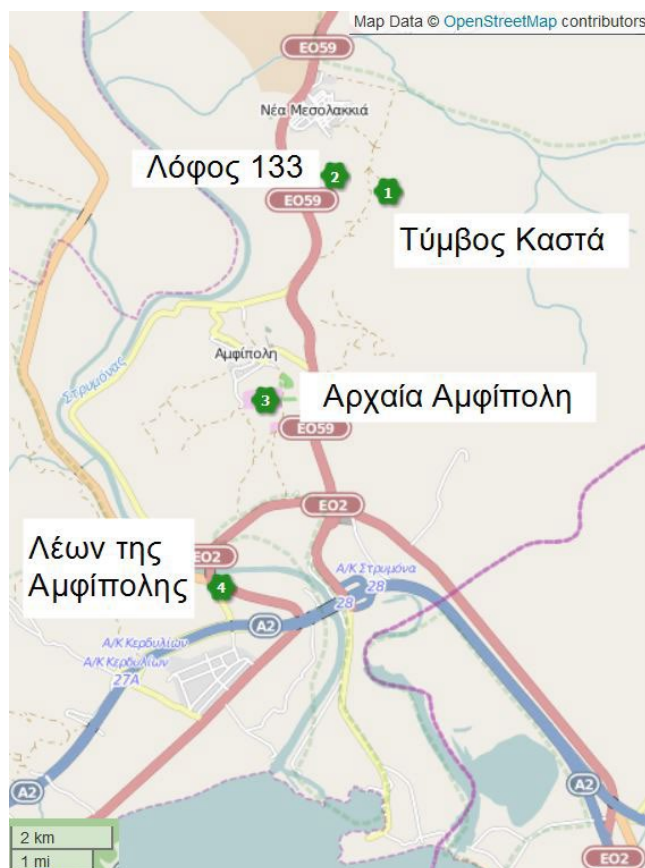 Map Data © OpenStreetMap contributors
EO59
Νέα Μεσολακκιά
Λόφος 133
2
1
EO59
Τύμβος Καστά
Στρυμόνας
Αμφίπολη
3
Αρχαία Αμφίπολη
EO59
EO2
Λέων της
Αμφίπολης
EO2
4
Α/Κ Στρυμόνα
28
28
A2
Α/Κ Κερδυλίων
Α/Κ Κερδυλίων
27A
A2
A2
2 km
1 mi
EO2